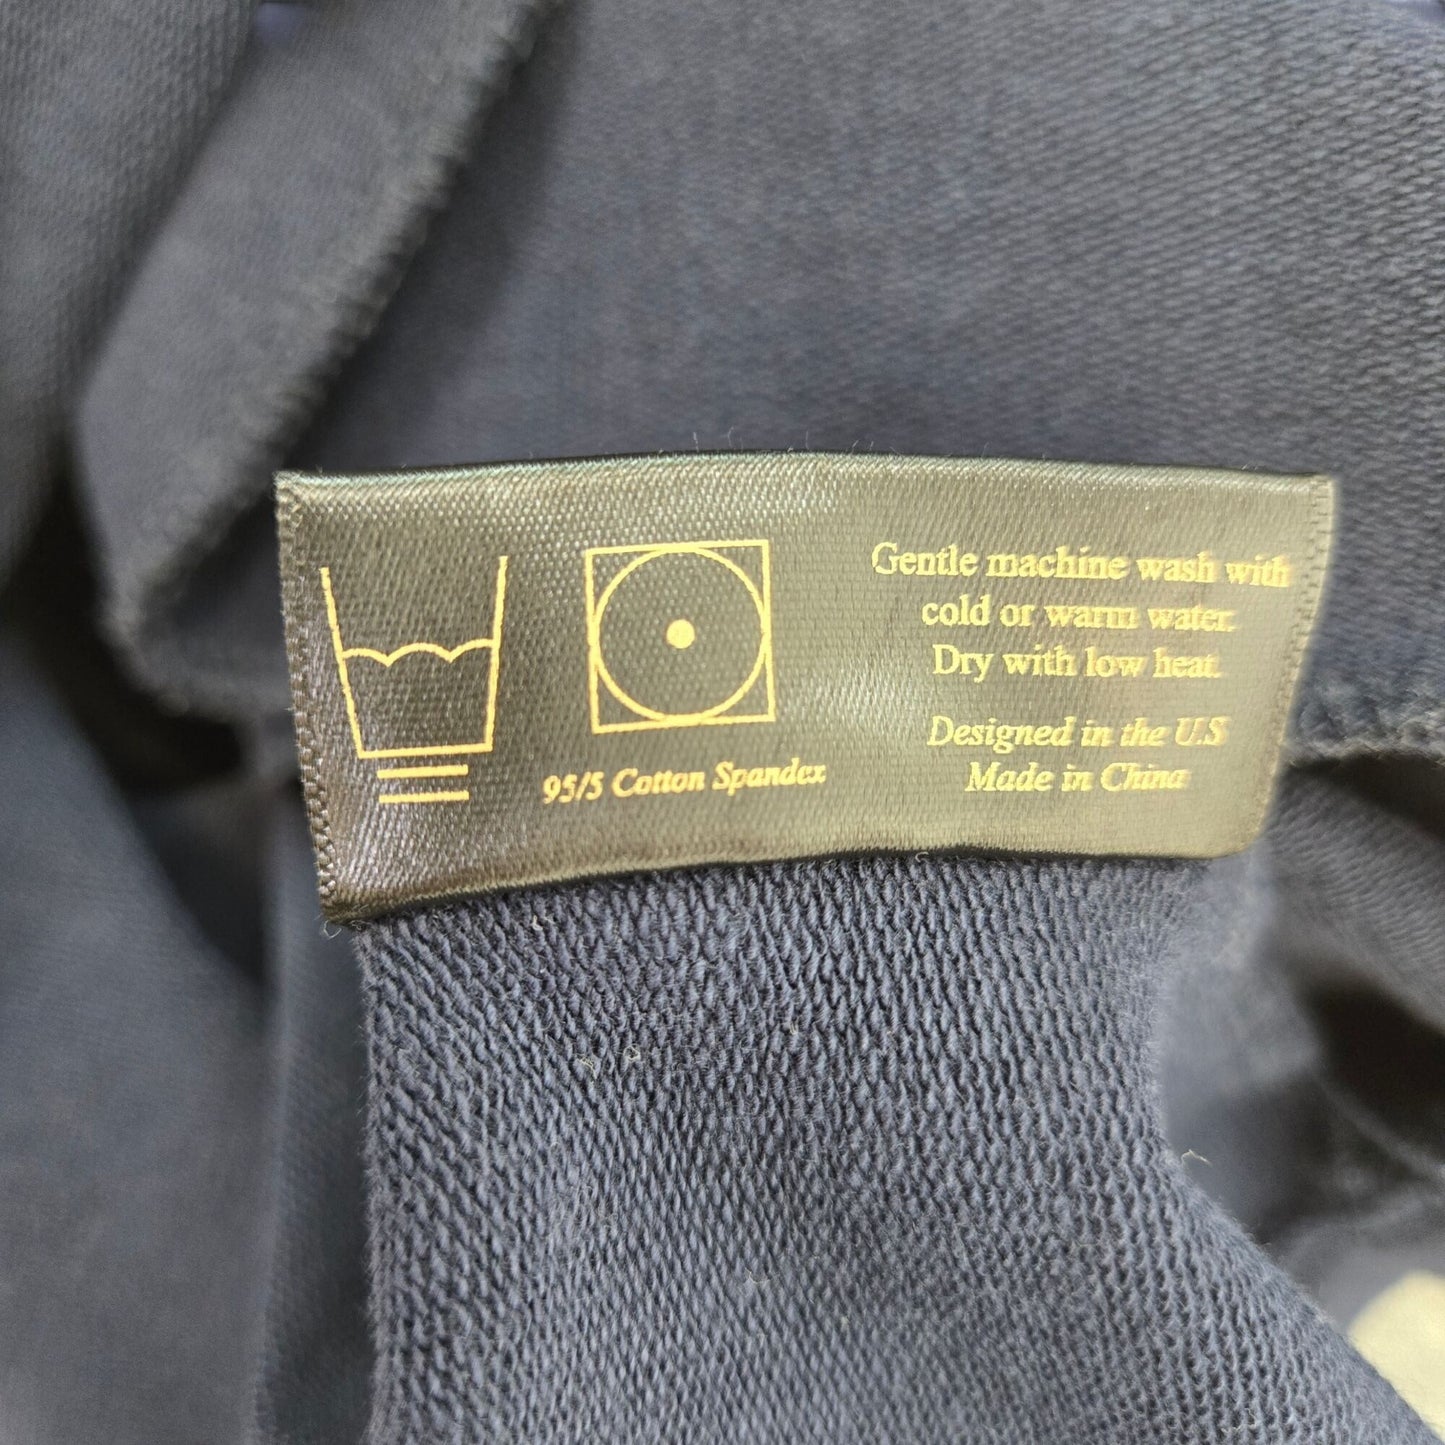 95/5 Cotton Spandex
Gentle machine wash with
cold or warm water.
Dry with low heat.
Designed in the U.S
Made in China